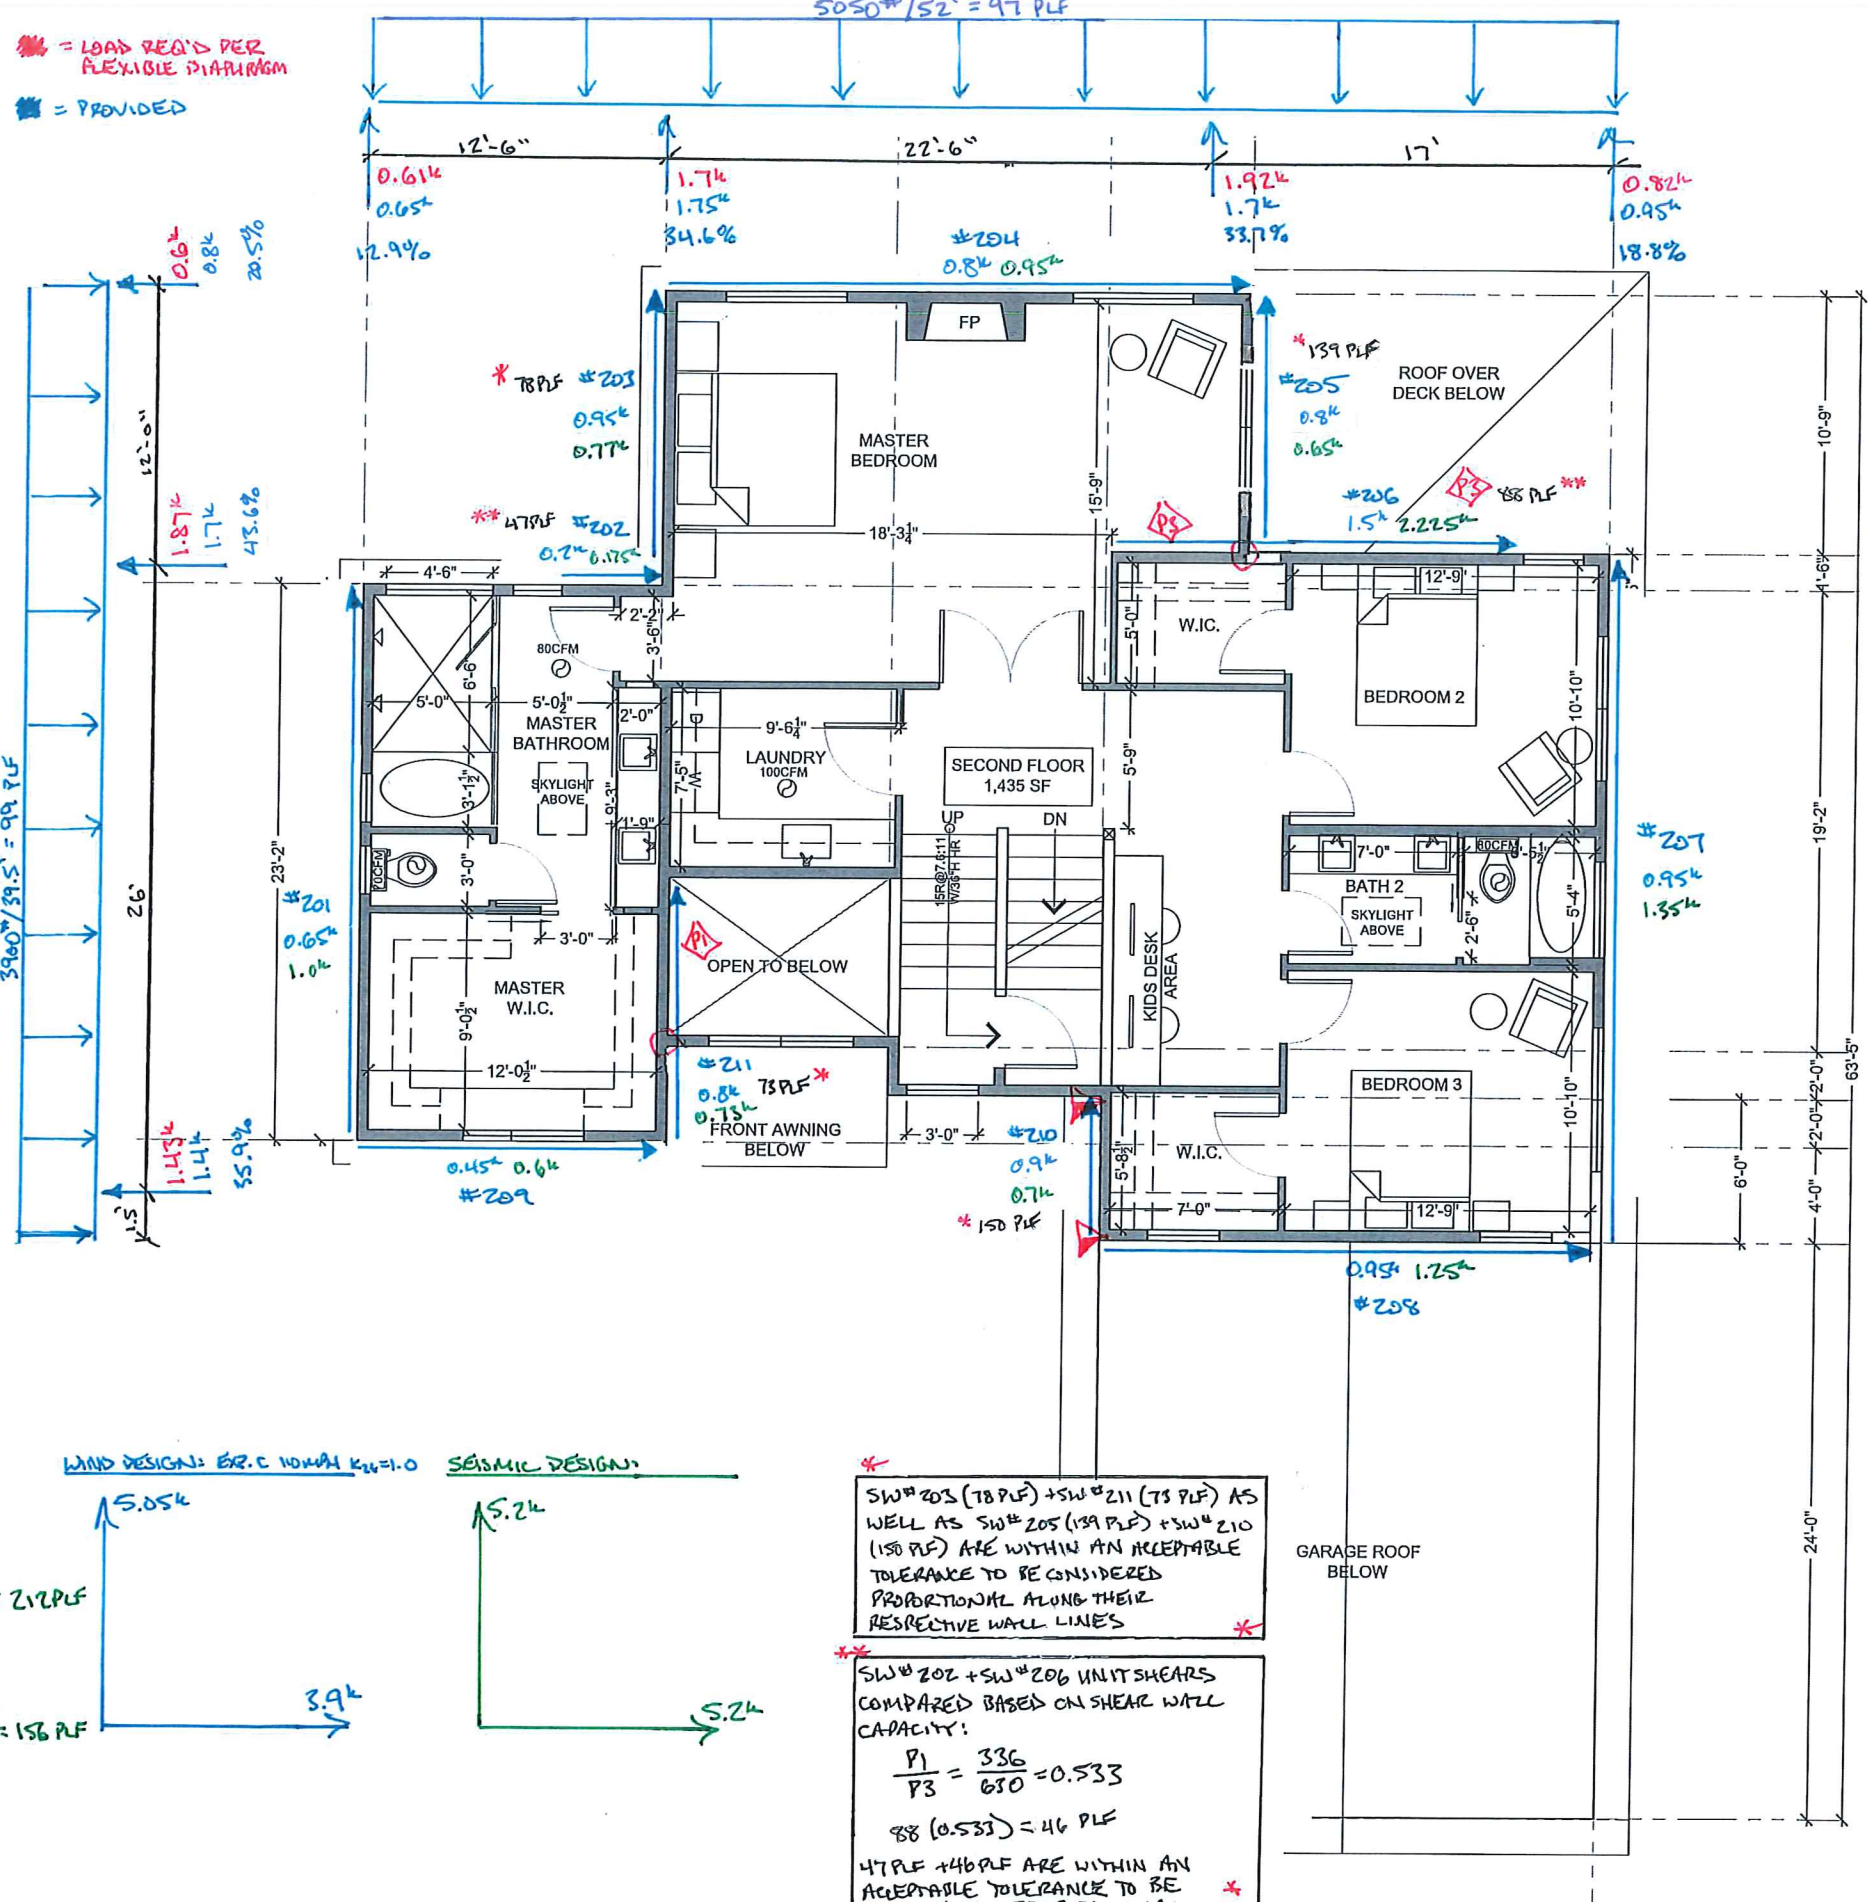 5050#/52' = 97 PLF
= LOAD REQ'D PER
FLEXIBLE DIAPHRAGM
= PROVIDED
12'-6"
22'-6"
17'
0.61k
0.65k
12.9%
1.7k
1.75k
34.6%
1.92k
1.7k
33.7%
0.82k
0.95k
18.8%
0.6k
0.8k
20.5%
#204
0.8k 0.95k
FP
12'-0"
* 78 PLF #203
0.95k
0.77k
MASTER
BEDROOM
* 139 PLF
#205
0.8k
0.65k
ROOF OVER
DECK BELOW
10'-9"
15'-9"
1.87k
1.7k
43.6%
** 47 PLF #202
0.2k 0.175k
18'-3¼"
P3
#206
1.5k 2.225k
P3 88 PLF **
4'-6"
12'-9"
1'-6"
2'-2"
3'-6"
80CFM
5'-0"
W.IC.
6'-6"
5'-0"
5'-0½"
MASTER
BATHROOM
2'-0"
9'-6¼"
D
BEDROOM 2
10'-10"
LAUNDRY
100CFM
7'-5"
W
SECOND FLOOR
1,435 SF
5'-9"
SKYLIGHT
ABOVE
3'-1½"
9'-3"
1'-9"
UP
DN
15R@7.6:11
W/36"H HR
19'-2"
3900#/39.5' = 99 PLF
26'
23'-2"
70CFM
3'-0"
#201
0.65k
1.0k
3'-0"
P1
OPEN TO BELOW
KIDS DESK
AREA
7'-0"
80CFM
BATH 2
SKYLIGHT
ABOVE
2'-6"
5'-4"
#207
0.95k
1.35k
MASTER
W.I.C.
9'-0½"
12'-0½"
#211
0.8k 73 PLF *
0.73k
FRONT AWNING
BELOW
3'-0"
#210
0.9k
0.7k
* 150 PLF
5'-8½"
W.I.C.
BEDROOM 3
10'-10"
7'-0"
12'-9"
2'-0"
2'-0"
6'-0"
4'-0"
63'-5"
1.43k
1.4k
35.9%
1.5'
0.45k 0.6k
#209
0.95k 1.25k
#208
WIND DESIGN: EXP. C 110MPH Kzt=1.0
SEISMIC DESIGN:
5.05k
5.2k
= 212 PLF
= 156 PLF
3.9k
5.2k
*
SW#203 (78 PLF) + SW#211 (73 PLF) AS
WELL AS SW#205 (139 PLF) + SW#210
(150 PLF) ARE WITHIN AN ACCEPTABLE
TOLERANCE TO BE CONSIDERED
PROPORTIONAL ALONG THEIR
RESPECTIVE WALL LINES *
**
SW#202 + SW#206 UNIT SHEARS
COMPARED BASED ON SHEAR WALL
CAPACITY:
P1/P3 = 336/630 = 0.533
88 (0.533) = 46 PLF
47 PLF + 46 PLF ARE WITHIN AN
ACCEPTABLE TOLERANCE TO BE *
GARAGE ROOF
BELOW
24'-0"